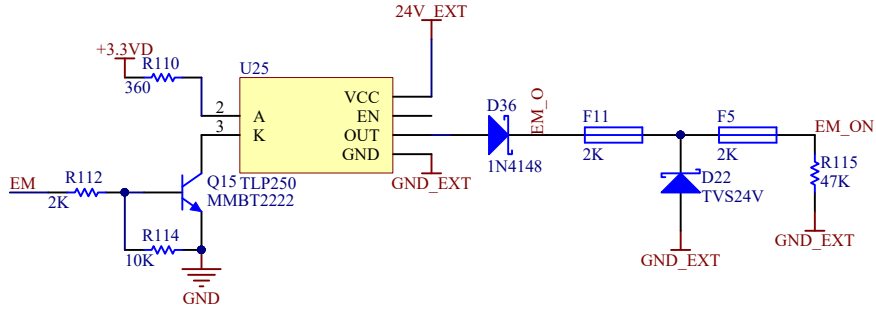 24V_EXT
+3.3VD
R110
360
U25
2
A
3
K
VCC
EN
OUT
GND
TLP250
GND_EXT
D36
1N4148
EM_O
F11
2K
F5
2K
EM_ON
R115
47K
GND_EXT
D22
TVS24V
GND_EXT
EM
R112
2K
Q15
MMBT2222
R114
10K
GND